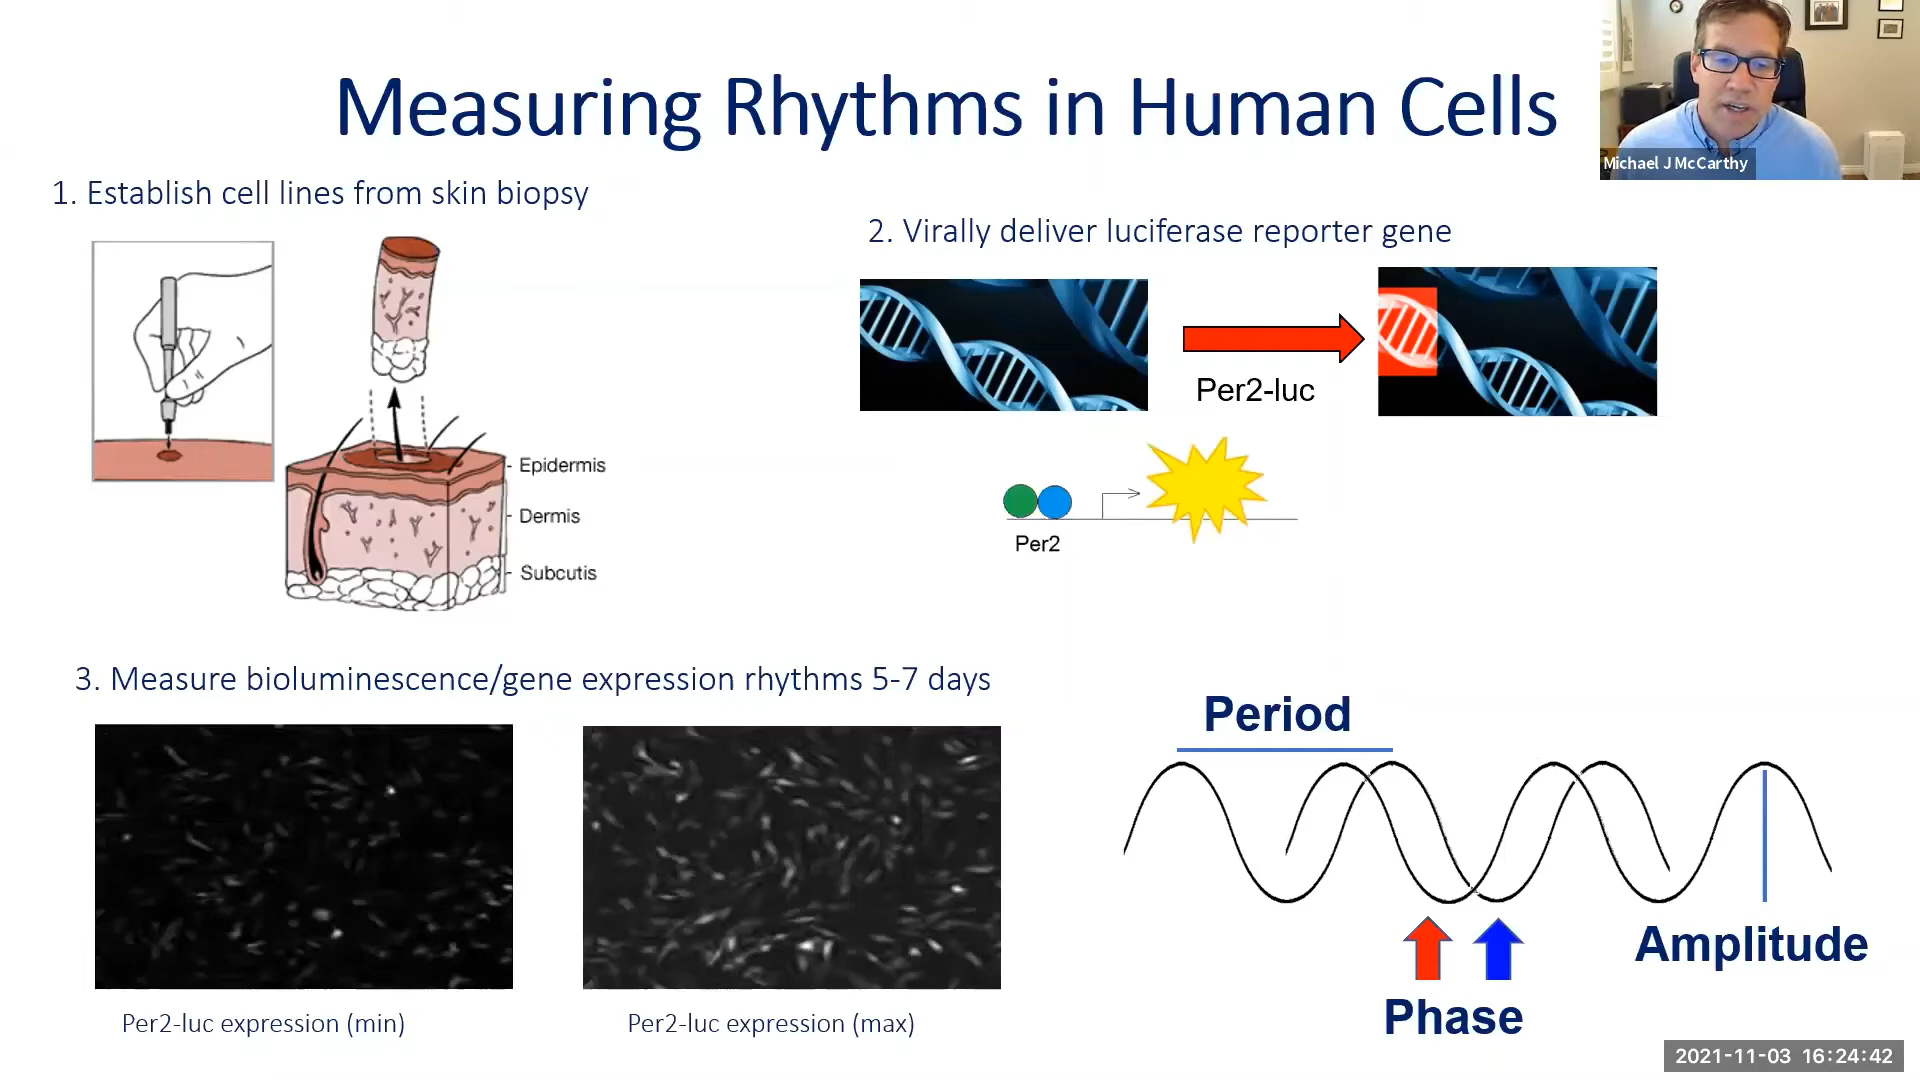 Measuring Rhythms in Human Cells
Michael J McCarthy
1. Establish cell lines from skin biopsy
2. Virally deliver luciferase reporter gene
Per2-luc
Epidermis
Dermis
Subcutis
Per2
3. Measure bioluminescence/gene expression rhythms 5-7 days
Per2-luc expression (min)
Per2-luc expression (max)
Period
Amplitude
Phase
2021-11-03 16:24:42